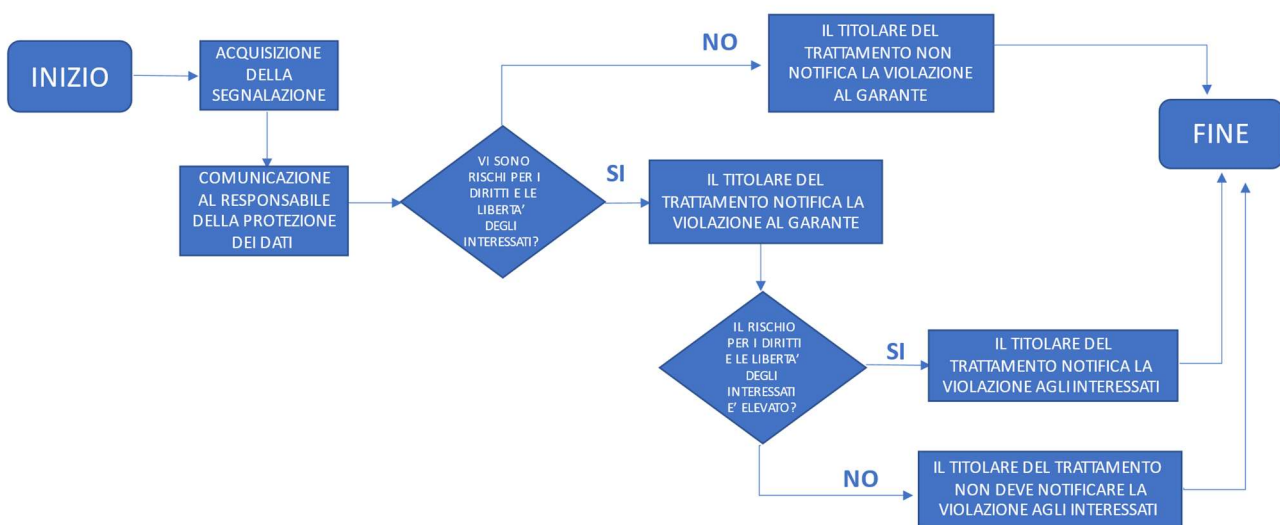 INIZIO
ACQUISIZIONE
DELLA
SEGNALAZIONE
COMUNICAZIONE
AL RESPONSABILE
DELLA PROTEZIONE
DEI DATI
VI SONO
RISCHI PER I
DIRITTI E LE
LIBERTA'
DEGLI
INTERESSATI?
NO
IL TITOLARE DEL
TRATTAMENTO NON
NOTIFICA LA VIOLAZIONE
AL GARANTE
SI
IL TITOLARE DEL
TRATTAMENTO NOTIFICA LA
VIOLAZIONE AL GARANTE
IL RISCHIO
PER I DIRITTI
E LE LIBERTA'
DEGLI
INTERESSATI
E' ELEVATO?
SI
IL TITOLARE DEL
TRATTAMENTO NOTIFICA LA
VIOLAZIONE AGLI INTERESSATI
NO
IL TITOLARE DEL TRATTAMENTO
NON DEVE NOTIFICARE LA
VIOLAZIONE AGLI INTERESSATI
FINE